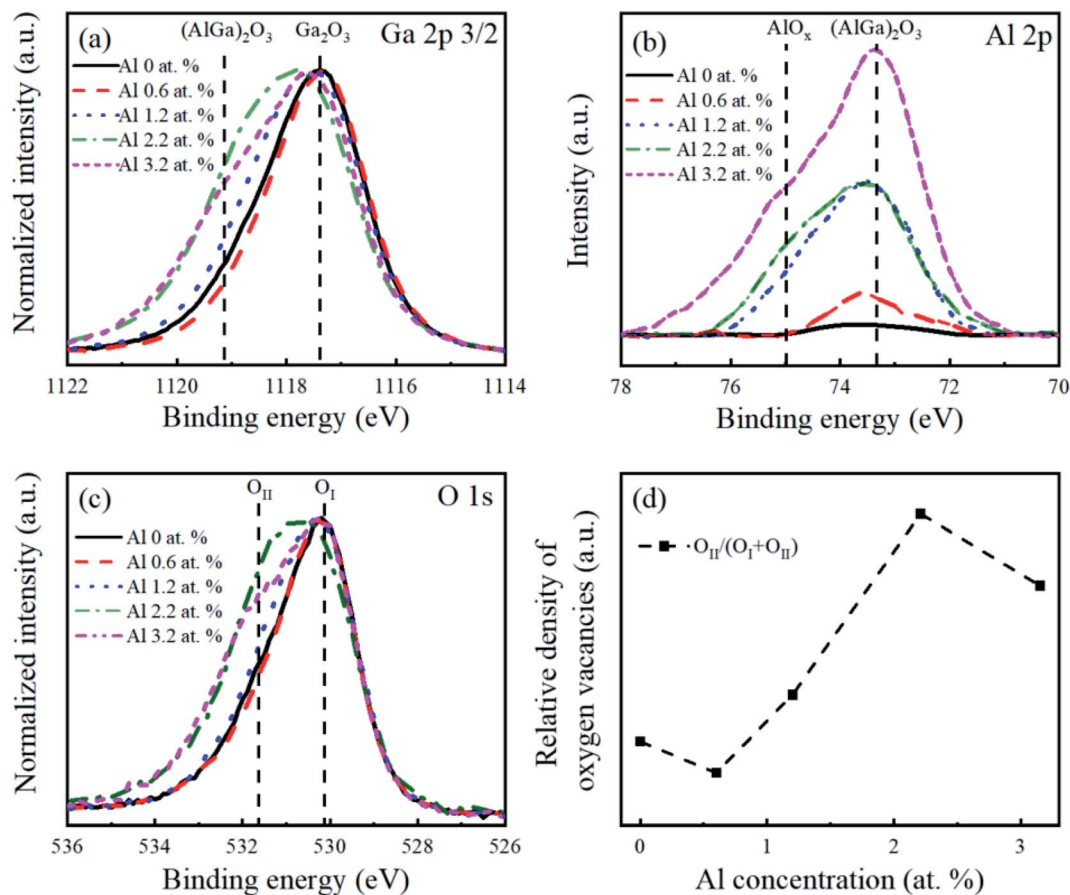 (a)
(AlGa)₂O₃
Ga₂O₃
Ga 2p 3/2
Al 0 at. %
Al 0.6 at. %
Al 1.2 at. %
Al 2.2 at. %
Al 3.2 at. %
Normalized intensity (a.u.)
1122
1120
1118
1116
1114
Binding energy (eV)
(b)
AlOₓ
(AlGa)₂O₃
Al 2p
Al 0 at. %
Al 0.6 at. %
Al 1.2 at. %
Al 2.2 at. %
Al 3.2 at. %
Intensity (a.u.)
78
76
74
72
70
Binding energy (eV)
(c)
O_II
O_I
O 1s
Al 0 at. %
Al 0.6 at. %
Al 1.2 at. %
Al 2.2 at. %
Al 3.2 at. %
Normalized intensity (a.u.)
536
534
532
530
528
526
Binding energy (eV)
(d)
O_II/(O_I+O_II)
Relative density of
oxygen vacancies (a.u.)
0
1
2
3
Al concentration (at. %)